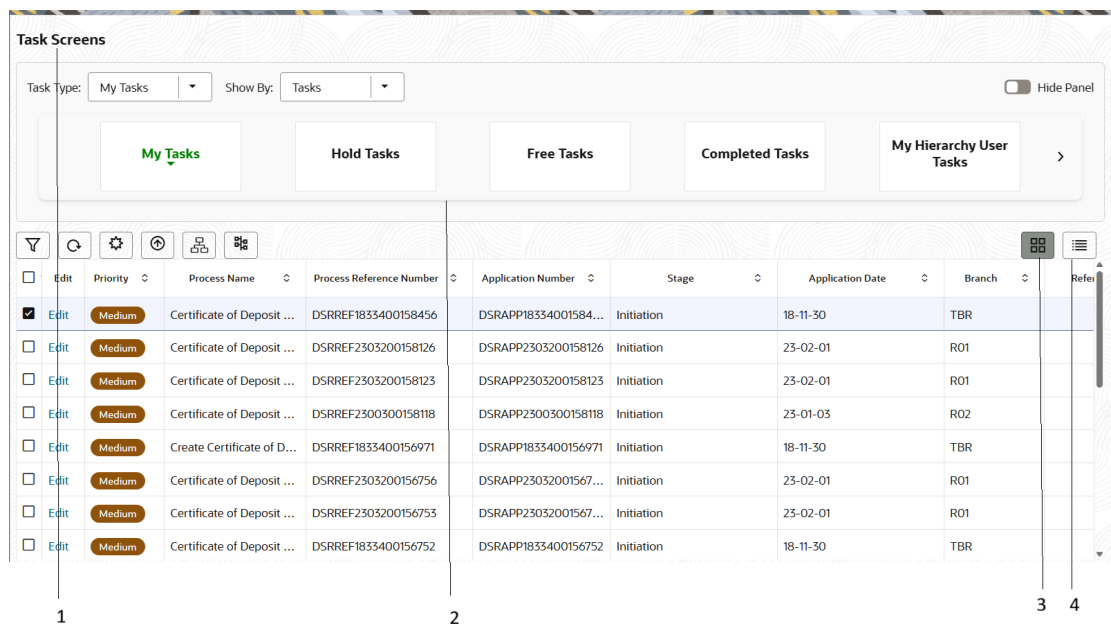 Task Screens
Task Type: My Tasks Show By: Tasks Hide Panel
My Tasks Hold Tasks Free Tasks Completed Tasks My Hierarchy User Tasks
Edit Priority Process Name Process Reference Number Application Number Stage Application Date Branch Refer
Edit Medium Certificate of Deposit ... DSRREF1833400158456 DSRAPP18334001584... Initiation 18-11-30 TBR
Edit Medium Certificate of Deposit ... DSRREF2303200158126 DSRAPP2303200158126 Initiation 23-02-01 R01
Edit Medium Certificate of Deposit ... DSRREF2303200158123 DSRAPP2303200158123 Initiation 23-02-01 R01
Edit Medium Certificate of Deposit ... DSRREF2300300158118 DSRAPP2300300158118 Initiation 23-01-03 R02
Edit Medium Create Certificate of D... DSRREF1833400156971 DSRAPP1833400156971 Initiation 18-11-30 TBR
Edit Medium Certificate of Deposit ... DSRREF2303200156756 DSRAPP23032001567... Initiation 23-02-01 R01
Edit Medium Certificate of Deposit ... DSRREF2303200156753 DSRAPP23032001567... Initiation 23-02-01 R01
Edit Medium Certificate of Deposit ... DSRREF1833400156752 DSRAPP1833400156752 Initiation 18-11-30 TBR
1 2 3 4